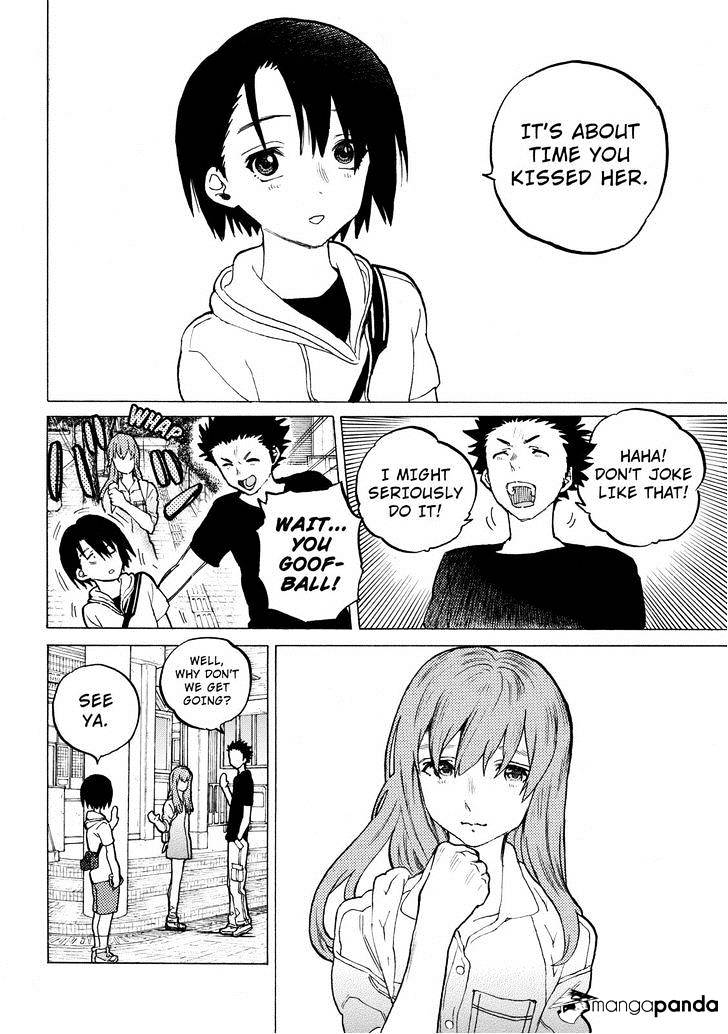 IT'S ABOUT
TIME YOU
KISSED HER.
HAHA!
DON'T JOKE
LIKE THAT!
I MIGHT
SERIOUSLY
DO IT!
WHAP
WAIT...
YOU
GOOF-
BALL!
WELL,
WHY DON'T
WE GET
GOING?
SEE
YA.
mangapanda